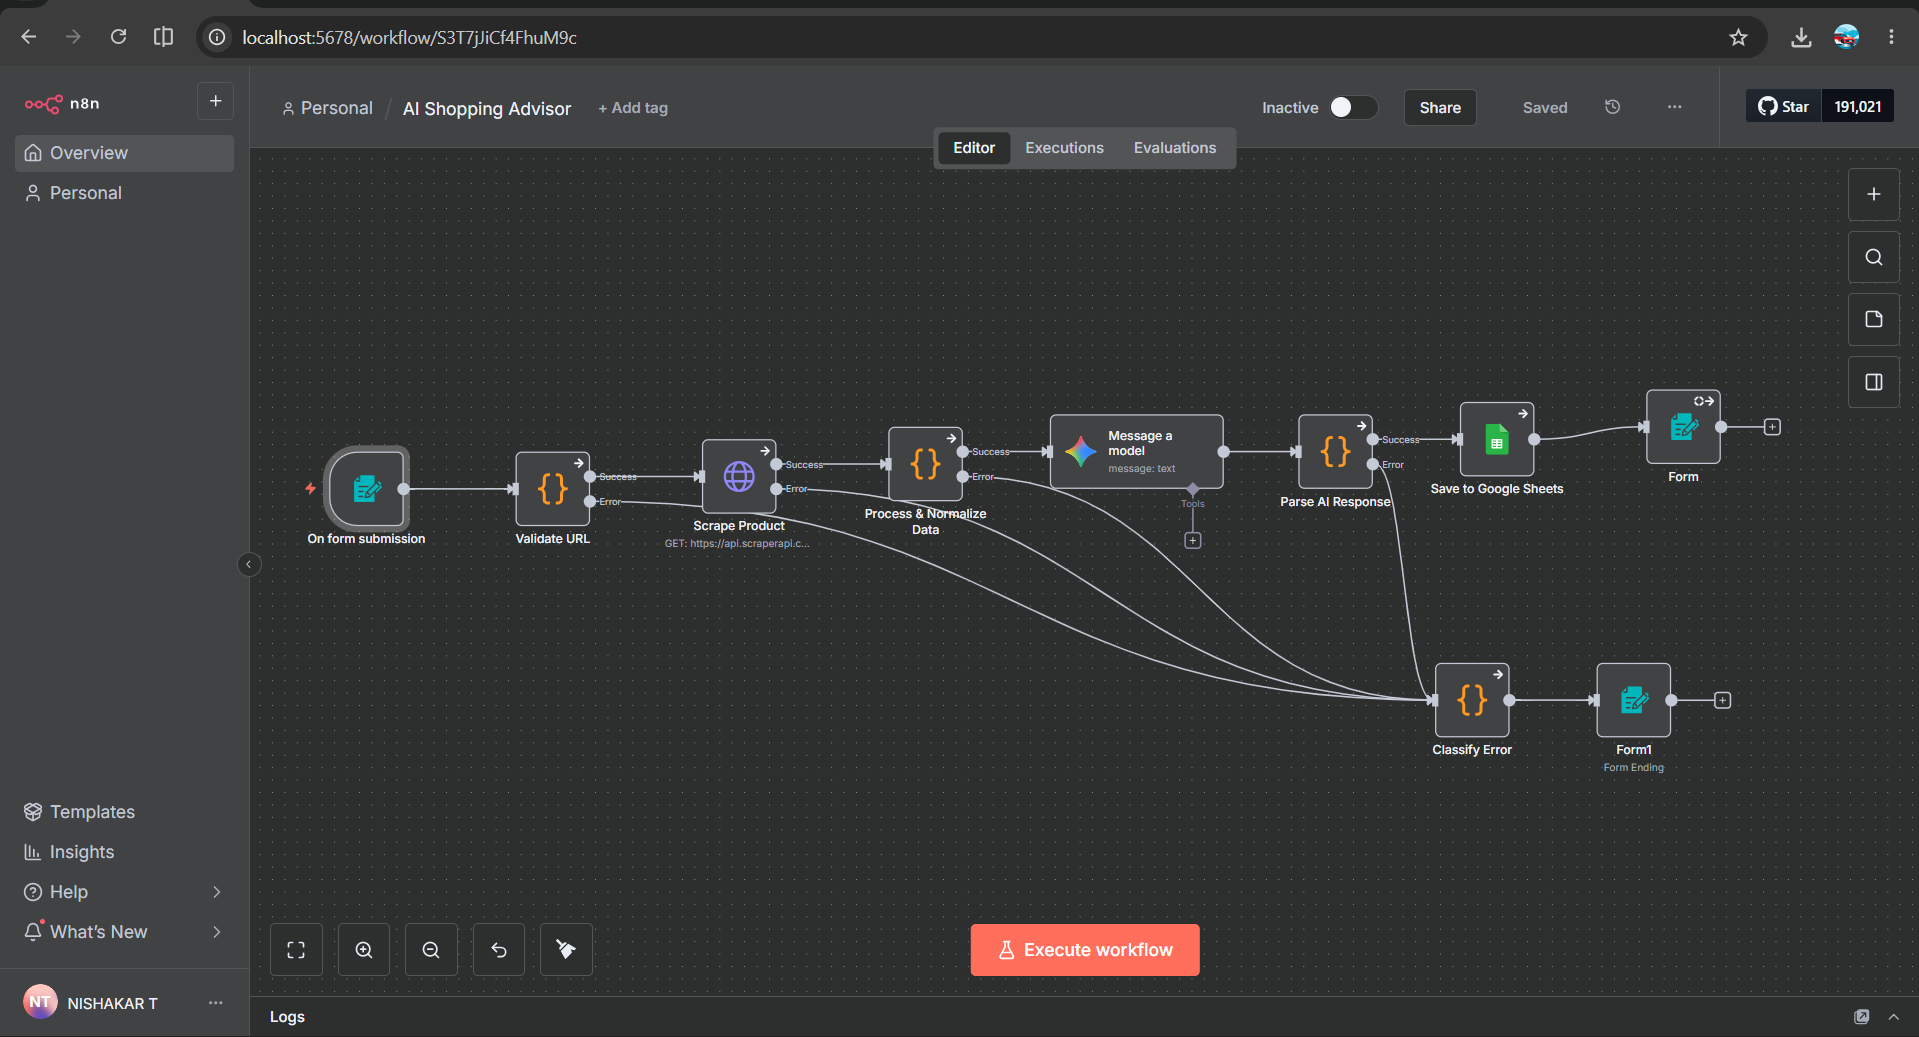 localhost:5678/workflow/S3T7jJiCf4FhuM9c
n8n
+
Personal / AI Shopping Advisor + Add tag
Inactive
Share
Saved
Star 191,021
Overview
Personal
Editor Executions Evaluations
On form submission
Validate URL
Success
Error
Scrape Product
GET: https://api.scraperapi.c...
Success
Error
Process & Normalize
Data
Success
Error
Message a
model
message: text
Tools
Parse AI Response
Success
Error
Save to Google Sheets
Form
Classify Error
Form1
Form Ending
Templates
Insights
Help
What's New
NT NISHAKAR T
Execute workflow
Logs